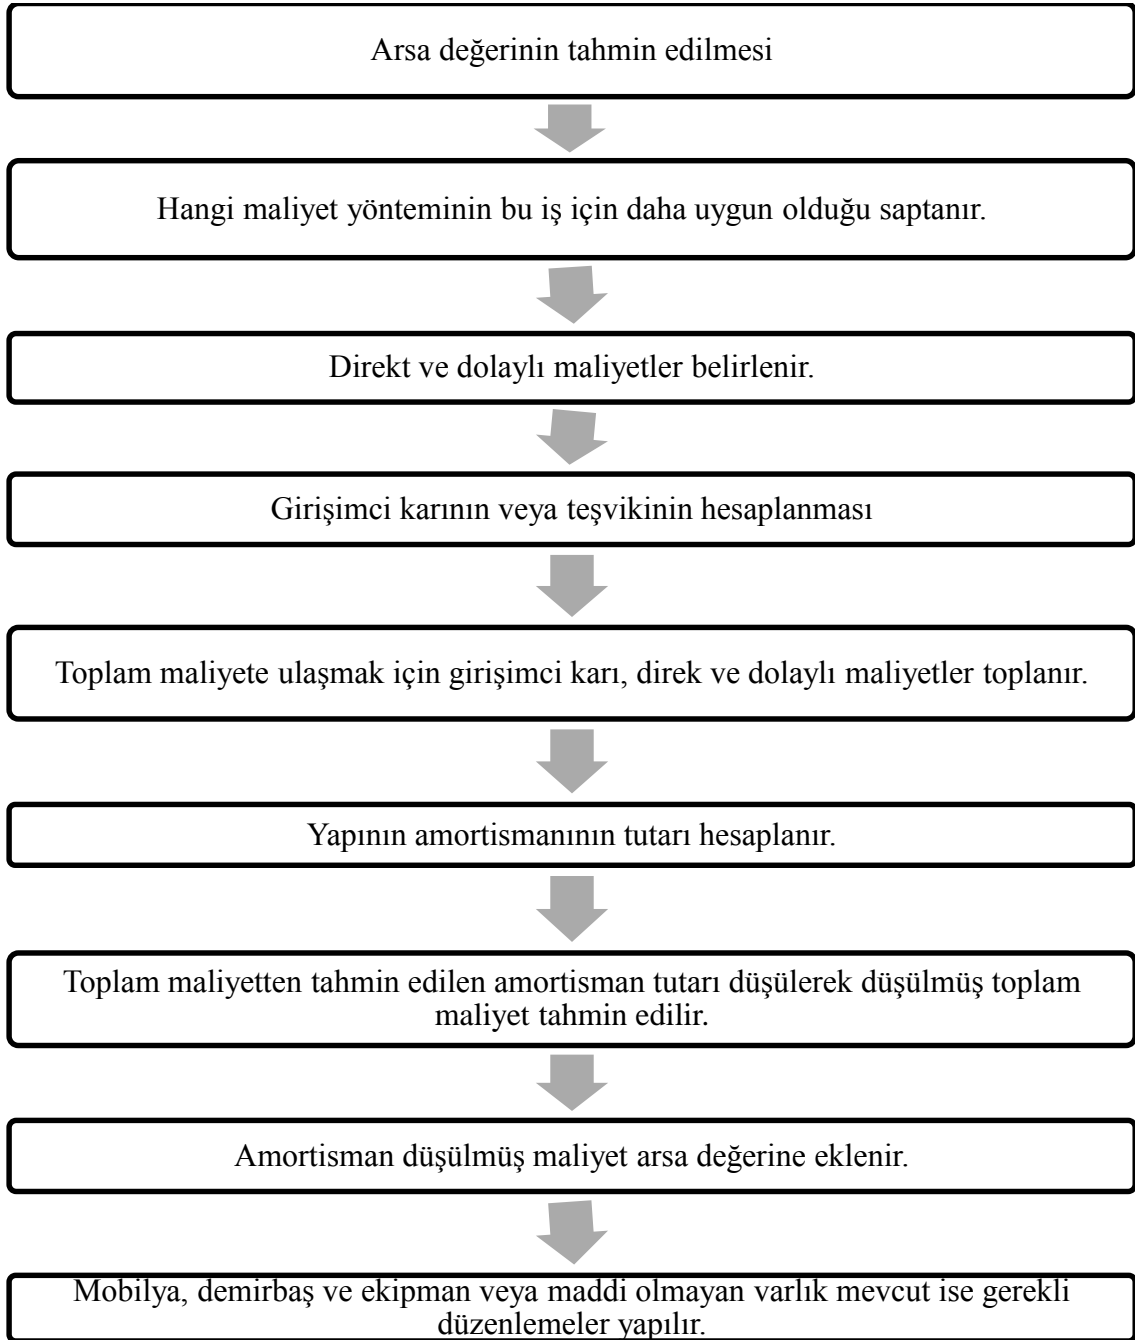 Arsa değerinin tahmin edilmesi
Hangi maliyet yönteminin bu iş için daha uygun olduğu saptanır.
Direkt ve dolaylı maliyetler belirlenir.
Girişimci karının veya teşvikinin hesaplanması
Toplam maliyete ulaşmak için girişimci karı, direk ve dolaylı maliyetler toplanır.
Yapının amortismanının tutarı hesaplanır.
Toplam maliyetten tahmin edilen amortisman tutarı düşülerek düşülmüş toplam
maliyet tahmin edilir.
Amortisman düşülmüş maliyet arsa değerine eklenir.
Mobilya, demirbaş ve ekipman veya maddi olmayan varlık mevcut ise gerekli
düzenlemeler yapılır.